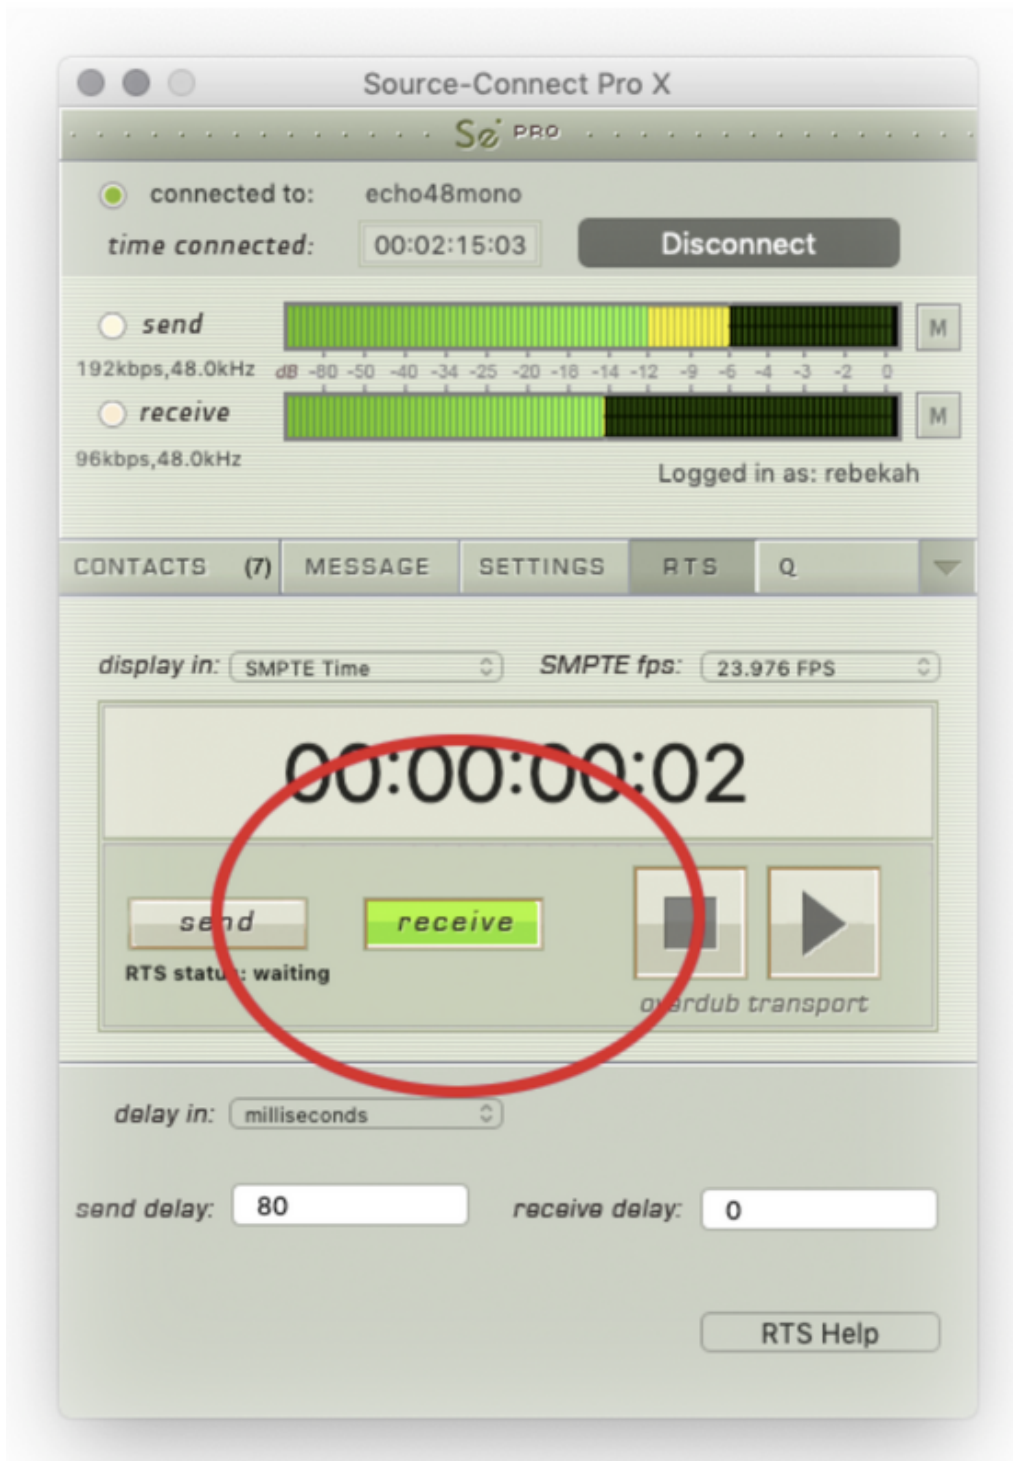 Source-Connect Pro X
Se PRO
connected to: echo48mono
time connected: 00:02:15:03 Disconnect
send M
192kbps,48.0kHz dB -80 -50 -40 -34 -25 -20 -18 -14 -12 -9 -6 -4 -3 -2 0
receive M
96kbps,48.0kHz
Logged in as: rebekah
CONTACTS (7) MESSAGE SETTINGS RTS Q
display in: SMPTE Time SMPTE fps: 23.976 FPS
00:00:00:02
send receive
RTS status: waiting
overdub transport
delay in: milliseconds
send delay: 80 receive delay: 0
RTS Help